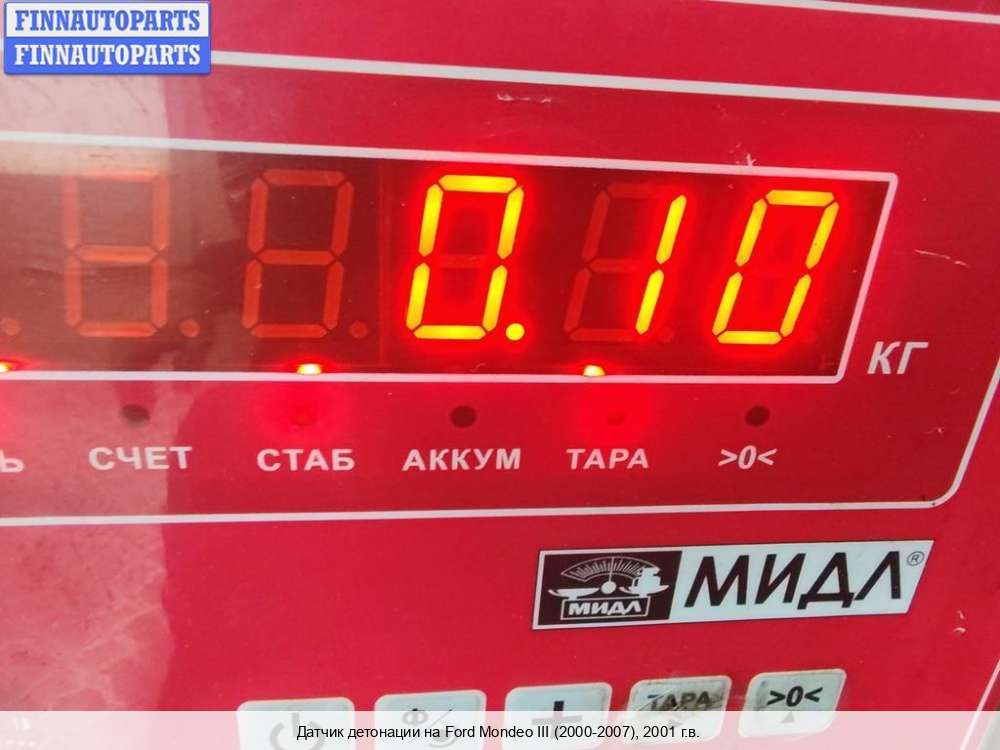 FINNAUTOPARTS
FINNAUTOPARTS
0.10
КГ
СЧЕТ
СТАБ
АККУМ
ТАРА
>0<
МИДЛ
МИДЛ®
ТАРА
>0<
Датчик детонации на Ford Mondeo III (2000-2007), 2001 г.в.